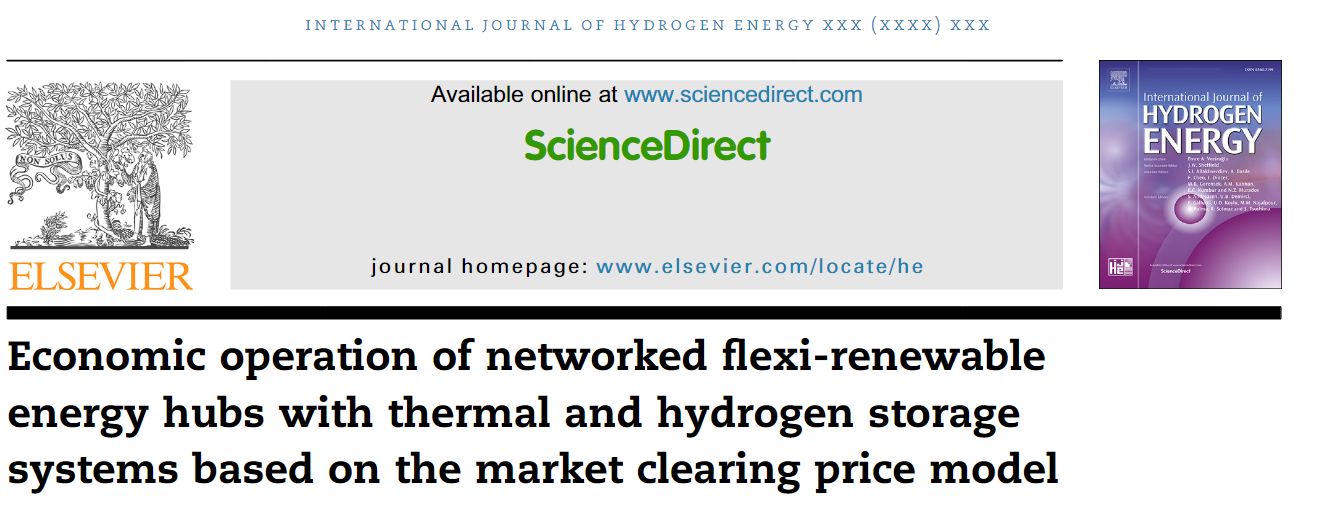 INTERNATIONAL JOURNAL OF HYDROGEN ENERGY XXX (XXXX) XXX
NON SOLUS
ELSEVIER
Available online at www.sciencedirect.com
ScienceDirect
journal homepage: www.elsevier.com/locate/he
International Journal of
HYDROGEN
ENERGY
ScienceDirect
Economic operation of networked flexi-renewable
energy hubs with thermal and hydrogen storage
systems based on the market clearing price model